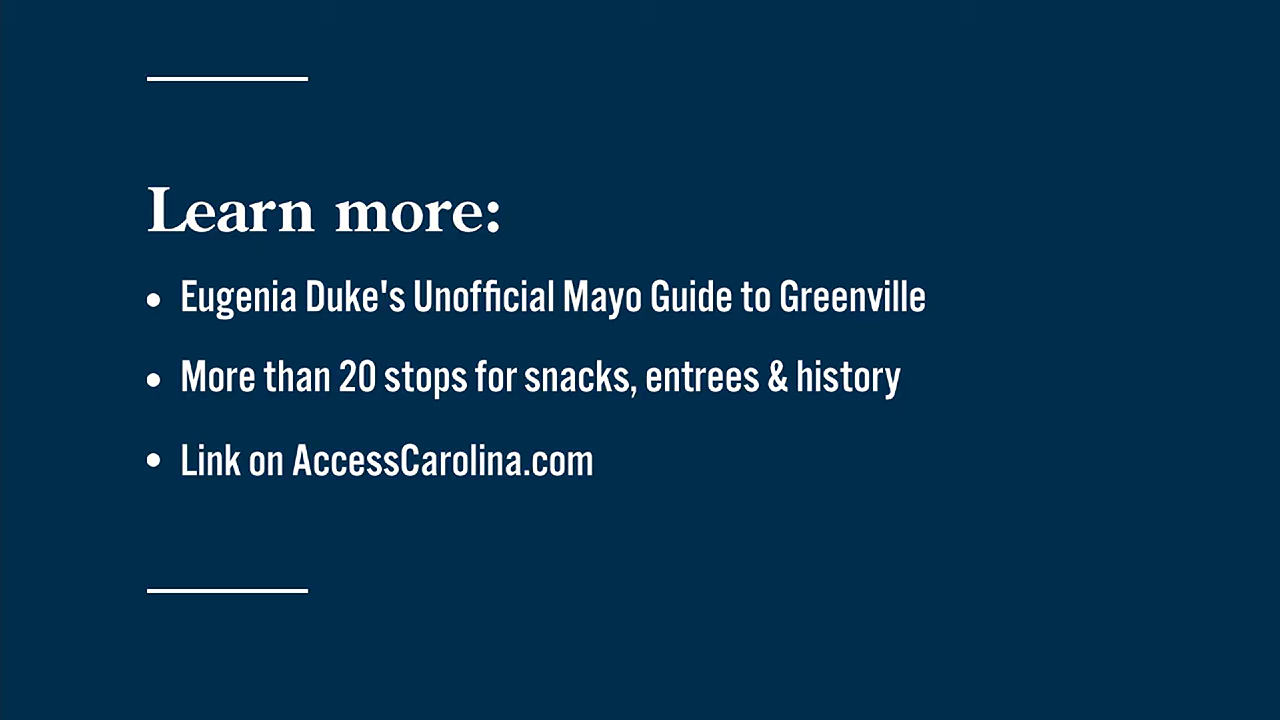 Learn more:
• Eugenia Duke's Unofficial Mayo Guide to Greenville
• More than 20 stops for snacks, entrees & history
• Link on AccessCarolina.com